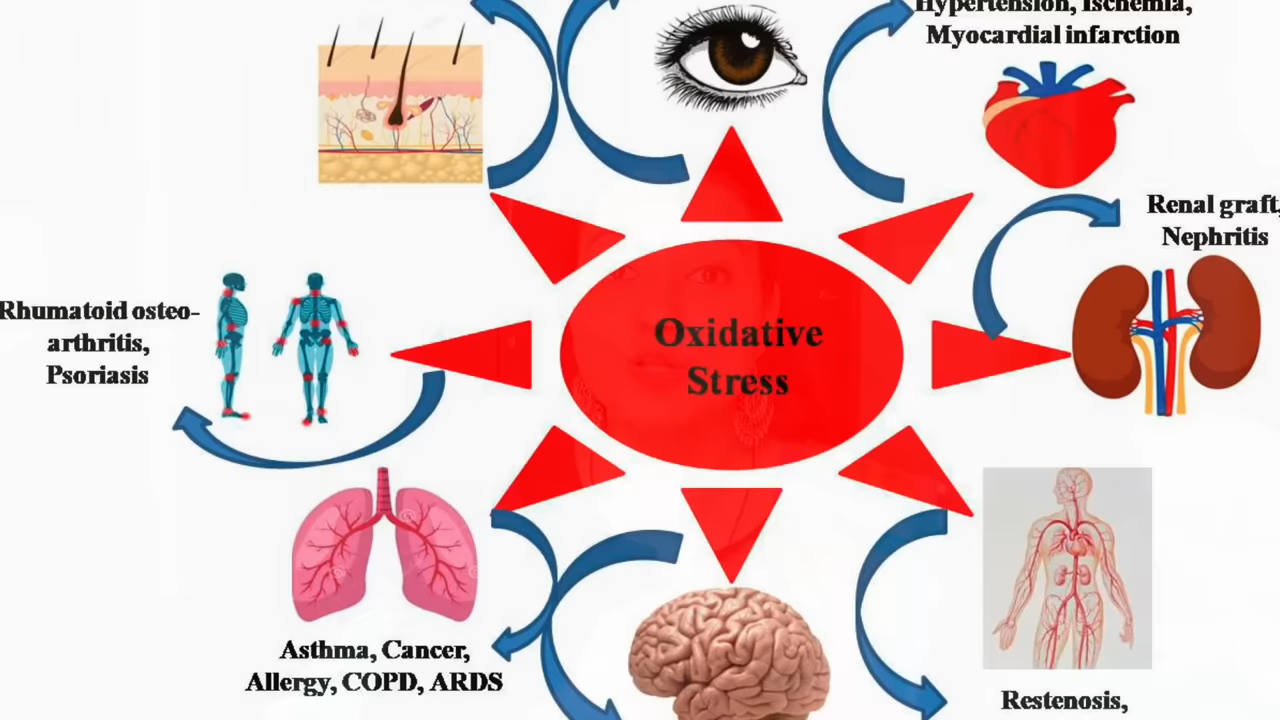 Hypertension, Ischemia,
Myocardial infarction
Renal graft,
Nephritis
Rhumatoid osteo-
arthritis,
Psoriasis
Oxidative
Stress
Asthma, Cancer,
Allergy, COPD, ARDS
Restenosis,